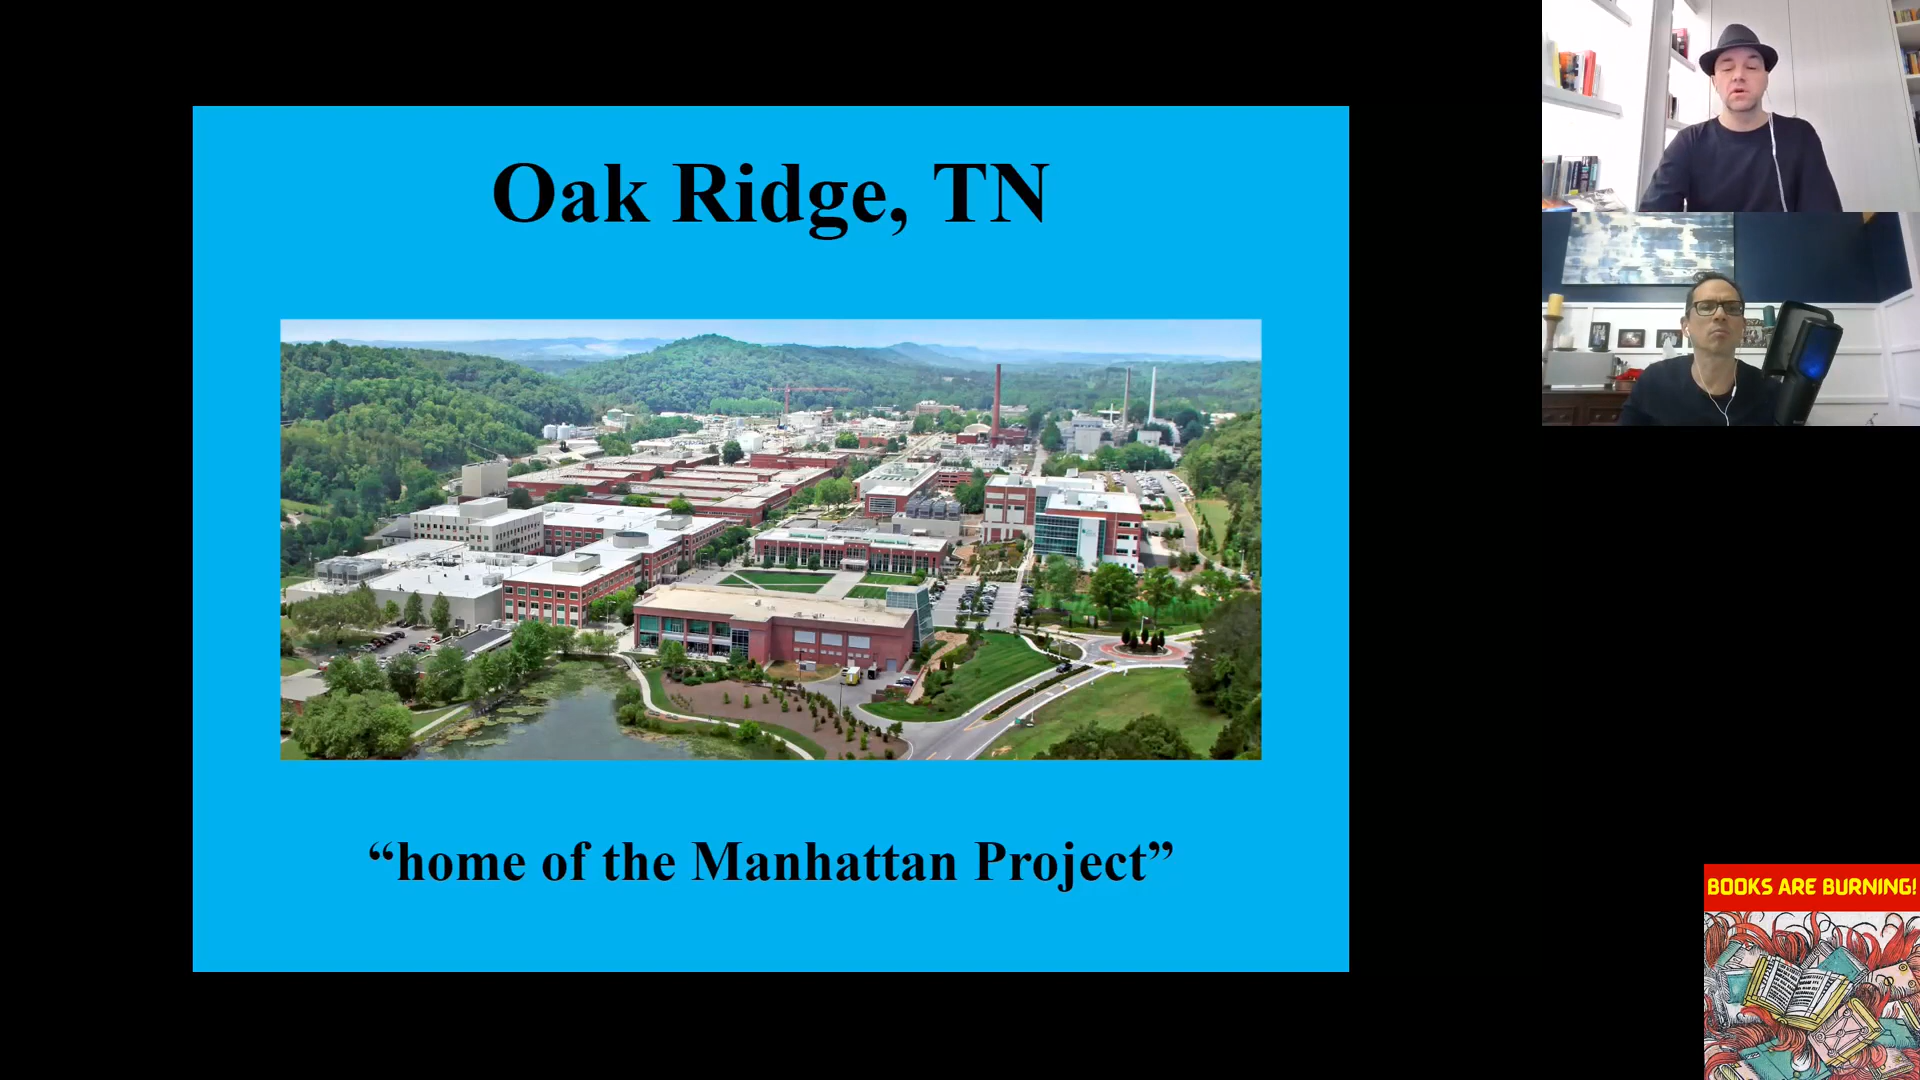 Oak Ridge, TN
“home of the Manhattan Project”
BOOKS ARE BURNING!